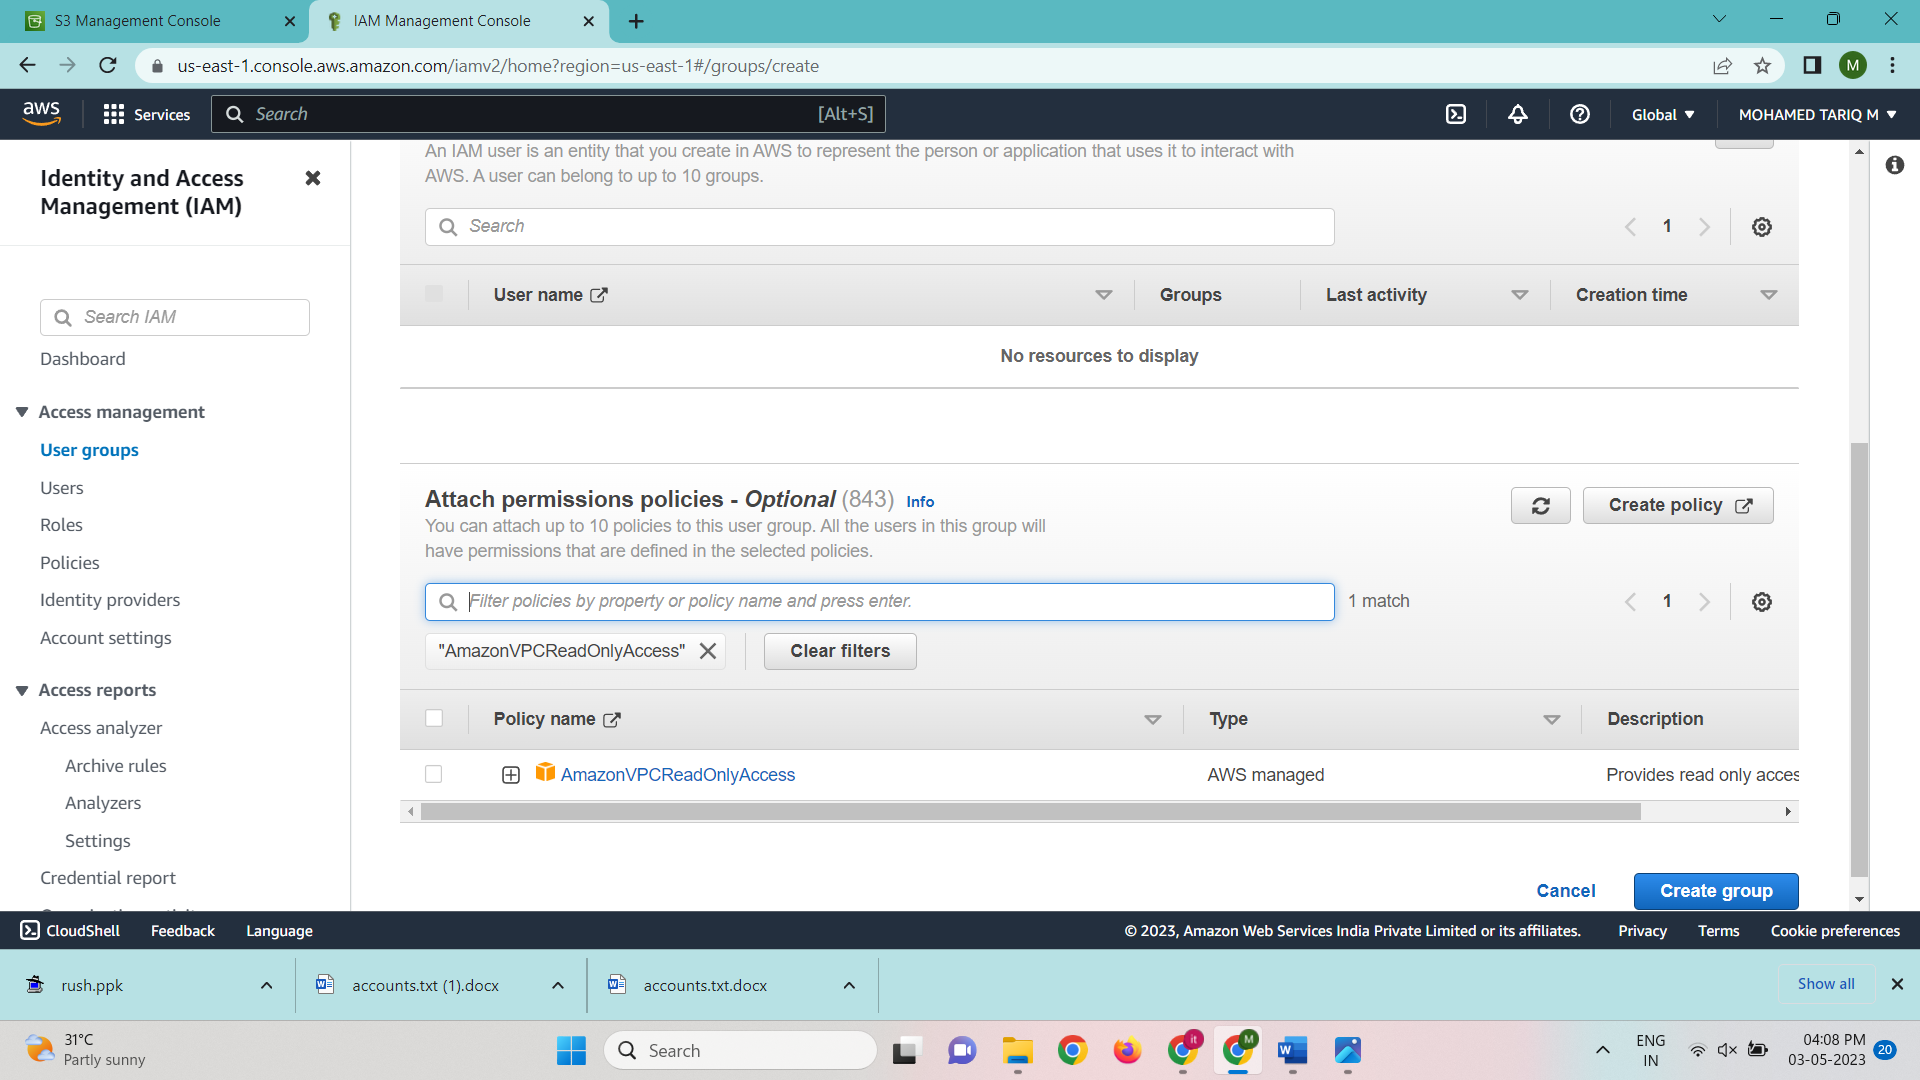 S3 Management Console
IAM Management Console
us-east-1.console.aws.amazon.com/iamv2/home?region=us-east-1#/groups/create
M
aws
Services
Search
[Alt+S]
Global
MOHAMED TARIQ M
Identity and Access
Management (IAM)
Search IAM
Dashboard
Access management
User groups
Users
Roles
Policies
Identity providers
Account settings
Access reports
Access analyzer
Archive rules
Analyzers
Settings
Credential report
An IAM user is an entity that you create in AWS to represent the person or application that uses it to interact with
AWS. A user can belong to up to 10 groups.
Search
1
User name
Groups
Last activity
Creation time
No resources to display
Attach permissions policies - Optional (843) Info
You can attach up to 10 policies to this user group. All the users in this group will
have permissions that are defined in the selected policies.
Create policy
Filter policies by property or policy name and press enter.
1 match
1
"AmazonVPCReadOnlyAccess"
Clear filters
Policy name
Type
Description
AmazonVPCReadOnlyAccess
AWS managed
Provides read only acces
Cancel
Create group
CloudShell
Feedback
Language
© 2023, Amazon Web Services India Private Limited or its affiliates.
Privacy
Terms
Cookie preferences
rush.ppk
accounts.txt (1).docx
accounts.txt.docx
Show all
31°C
Partly sunny
Search
it
M
ENG
IN
04:08 PM
03-05-2023
20